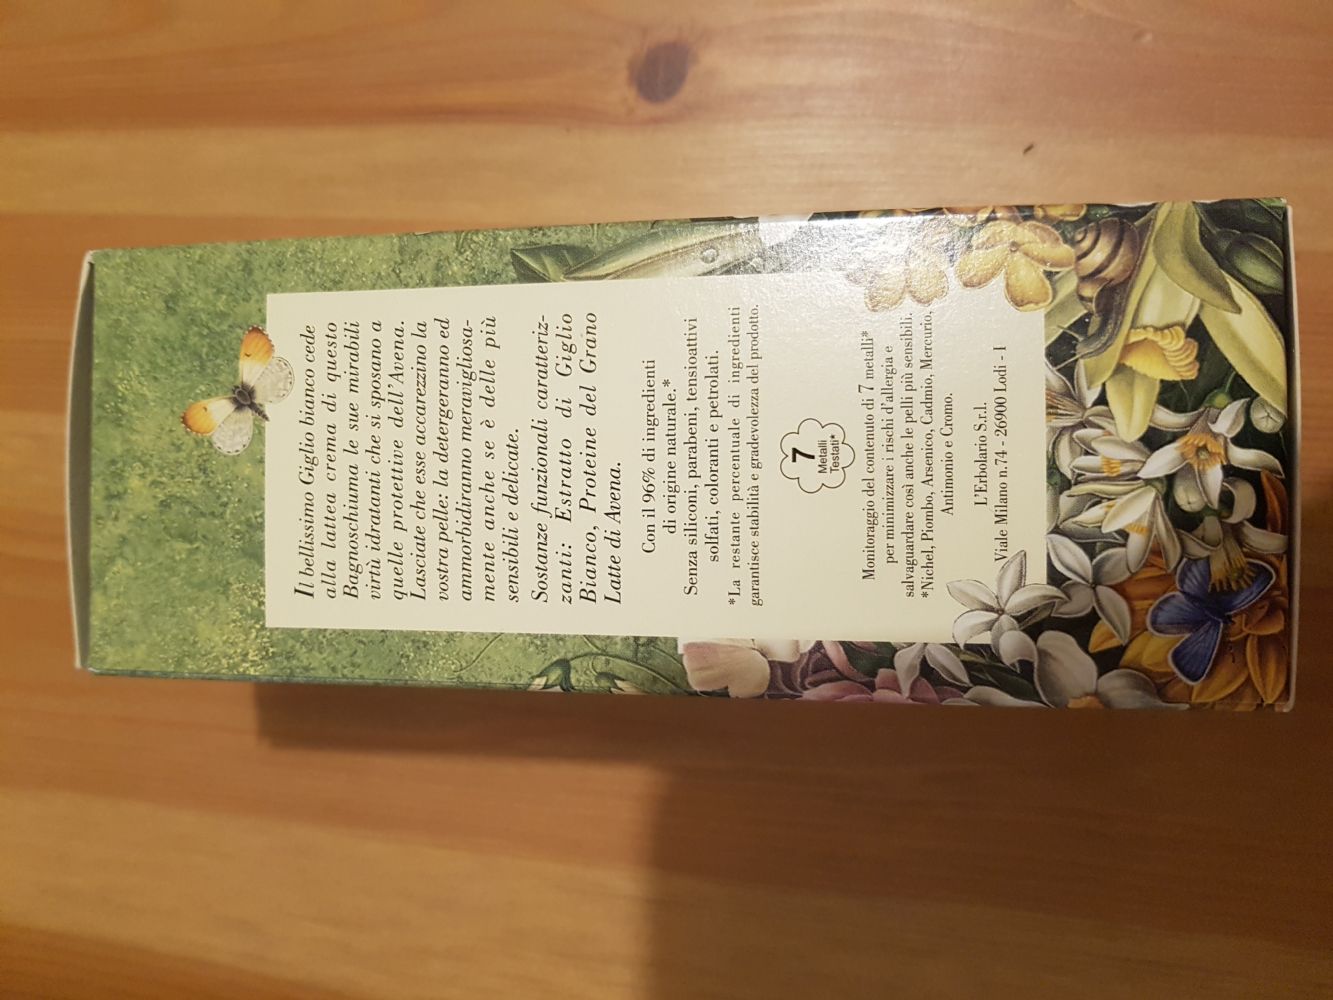 Il bellissimo Giglio bianco cede
alla lattea crema di questo
Bagnoschiuma le sue mirabili
virtù idratanti che si sposano a
quelle protettive dell'Avena.
Lasciate che esse accarezzino la
vostra pelle: la detergeranno ed
ammorbidiranno meravigliosa-
mente anche se è delle più
sensibili e delicate.
Sostanze funzionali caratteriz-
zanti: Estratto di Giglio
Bianco, Proteine del Grano
Latte di Avena.
Con il 96% di ingredienti
di origine naturale.*
Senza siliconi, parabeni, tensioattivi
solfati, coloranti e petrolati.
*La restante percentuale di ingredienti
garantisce stabilità e gradevolezza del prodotto.
7
Metalli
Testati*
Monitoraggio del contenuto di 7 metalli*
per minimizzare i rischi d'allergia e
salvaguardare così anche le pelli più sensibili.
*Nichel, Piombo, Arsenico, Cadmio, Mercurio,
Antimonio e Cromo.
L'Erbolario S.r.l.
Viale Milano n.74 - 26900 Lodi - I